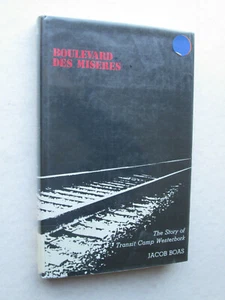 BOULEVARD
DES MISERES
The Story of
Transit Camp Westerbork
JACOB BOAS